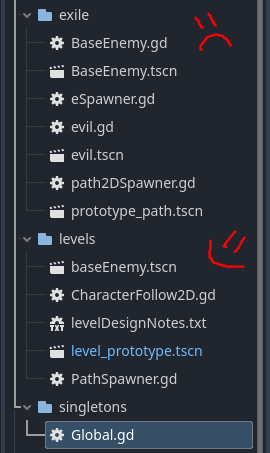 exile
BaseEnemy.gd
BaseEnemy.tscn
eSpawner.gd
evil.gd
evil.tscn
path2DSpawner.gd
prototype_path.tscn
levels
baseEnemy.tscn
CharacterFollow2D.gd
TXT
levelDesignNotes.txt
level_prototype.tscn
PathSpawner.gd
singletons
Global.gd